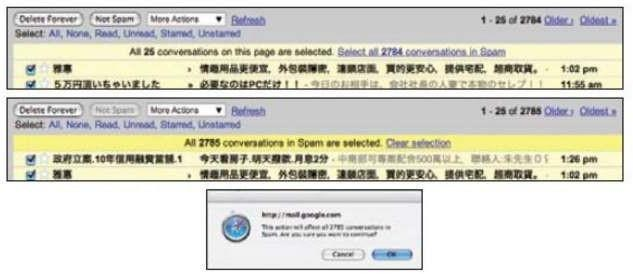 Delete Forever Not Spam More Actions ▼ Refresh 1 - 25 of 2784 Older › Oldest »
Select: All, None, Read, Unread, Starred, Unstarred
All 25 conversations on this page are selected. Select all 2784 conversations in Spam
雅惠 » 情趣用品更便宜，外包裝隱密，連鎖店面，買的更安心，提供宅配，超商取貨。 - 1:02 pm
5万円頂いちゃいました » 必要なのはPCだけ！！ - 今日のお相手は、会社社長の人妻で本物のセレブ！！ 11:55 am
Delete Forever Not Spam More Actions ▼ Refresh 1 - 25 of 2785 Older › Oldest »
Select: All, None, Read, Unread, Starred, Unstarred
All 2785 conversations in Spam are selected. Clear selection
政府立案.10年信用融資當舖.1 今天看房子.明天撥款.月息2分 - 中南部可專案配合500萬以上，聯絡人:朱先生 1:26 pm
雅惠 » 情趣用品更便宜，外包裝隱密，連鎖店面，買的更安心，提供宅配，超商取貨。 - 1:02 pm
http://mail.google.com
This action will affect all 2785 conversations in
Spam. Are you sure you want to continue?
Cancel OK